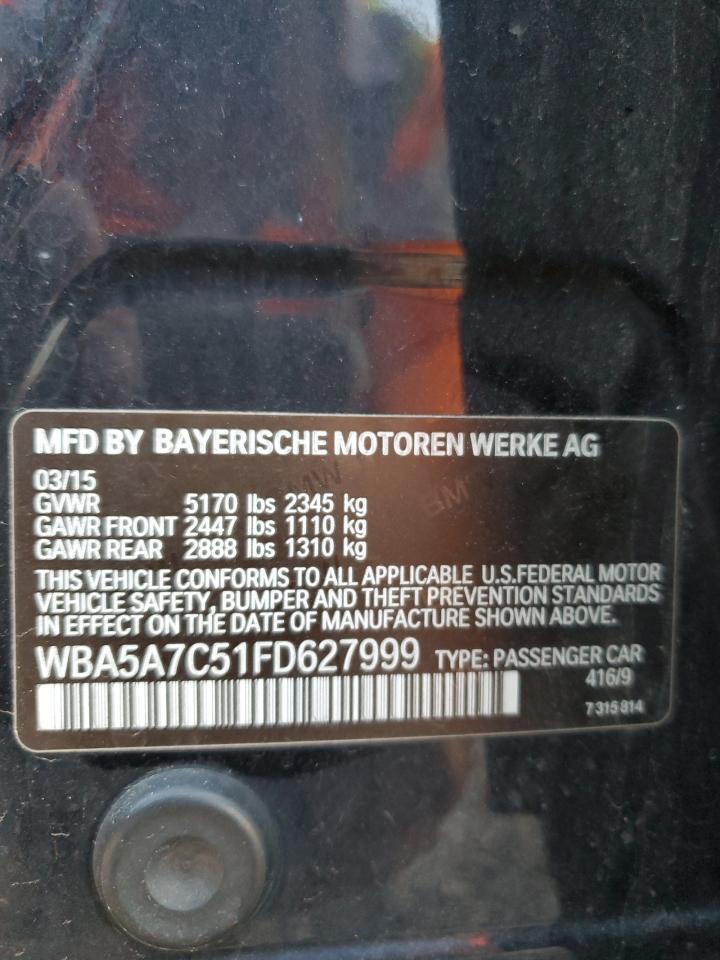 MFD BY BAYERISCHE MOTOREN WERKE AG
03/15
GVWR 5170 lbs 2345 kg
GAWR FRONT 2447 lbs 1110 kg
GAWR REAR 2888 lbs 1310 kg
THIS VEHICLE CONFORMS TO ALL APPLICABLE U.S.FEDERAL MOTOR
VEHICLE SAFETY, BUMPER AND THEFT PREVENTION STANDARDS
IN EFFECT ON THE DATE OF MANUFACTURE SHOWN ABOVE.
WBA5A7C51FD627999 TYPE: PASSENGER CAR
416/9
7 315 814